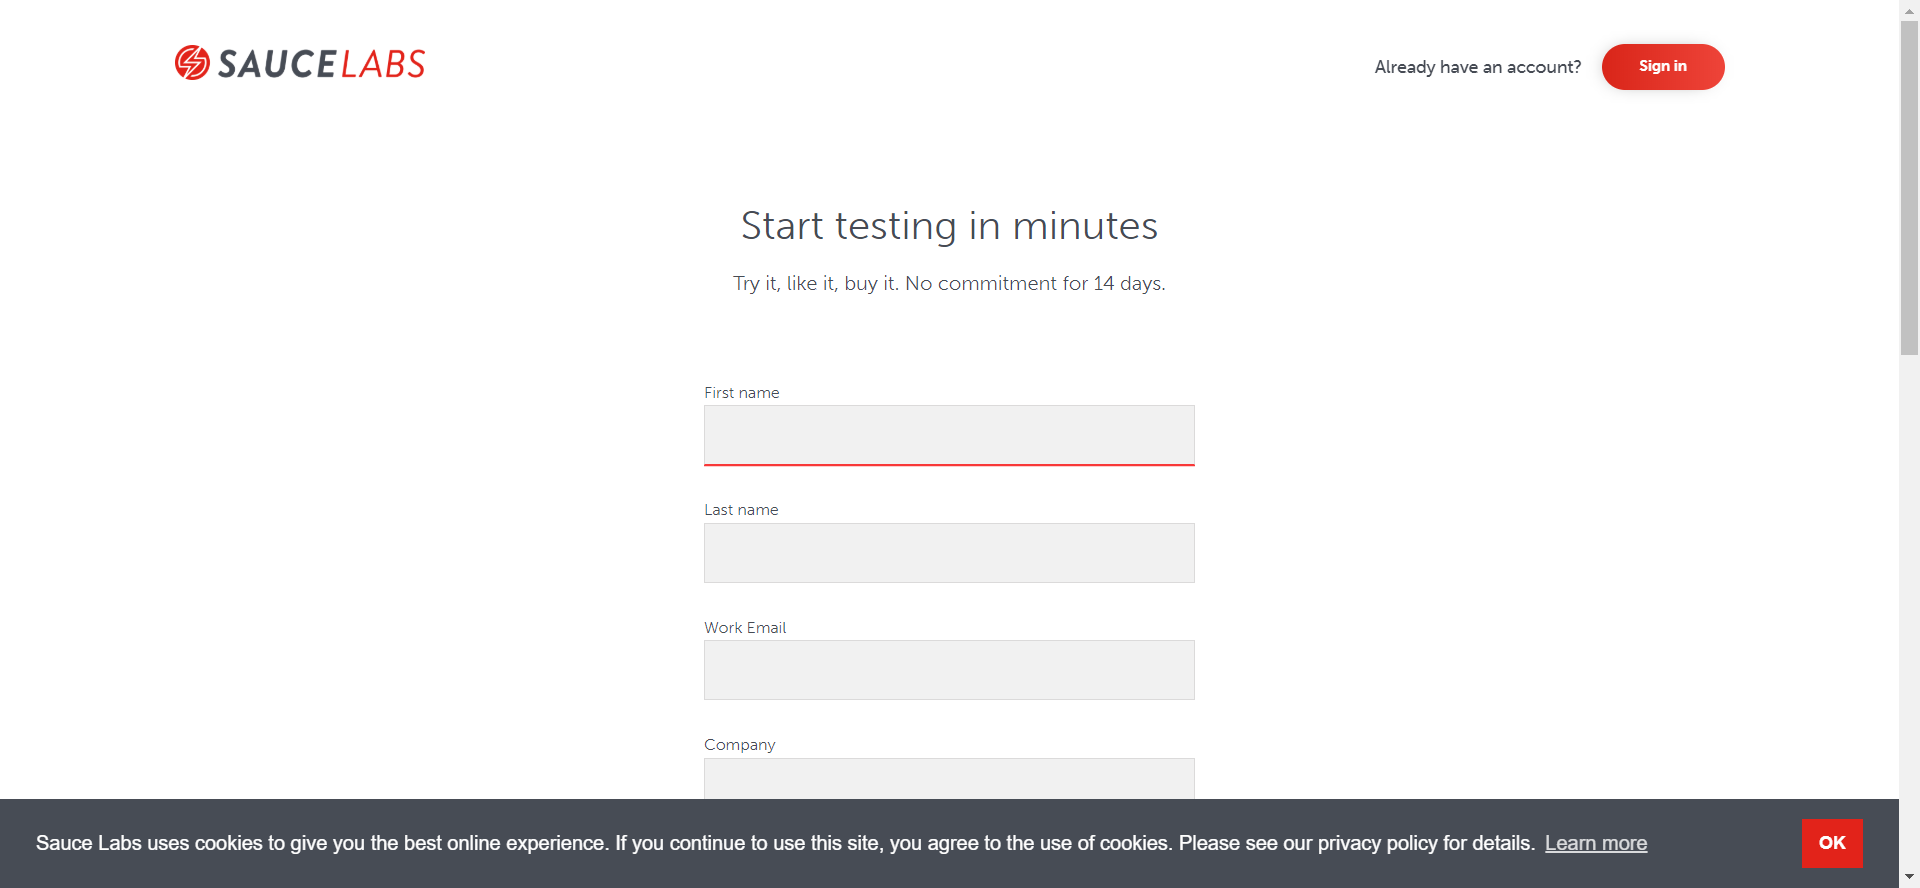 SAUCELABS
Already have an account?
Sign in
Start testing in minutes
Try it, like it, buy it. No commitment for 14 days.
First name
Last name
Work Email
Company
Sauce Labs uses cookies to give you the best online experience. If you continue to use this site, you agree to the use of cookies. Please see our privacy policy for details. Learn more
OK